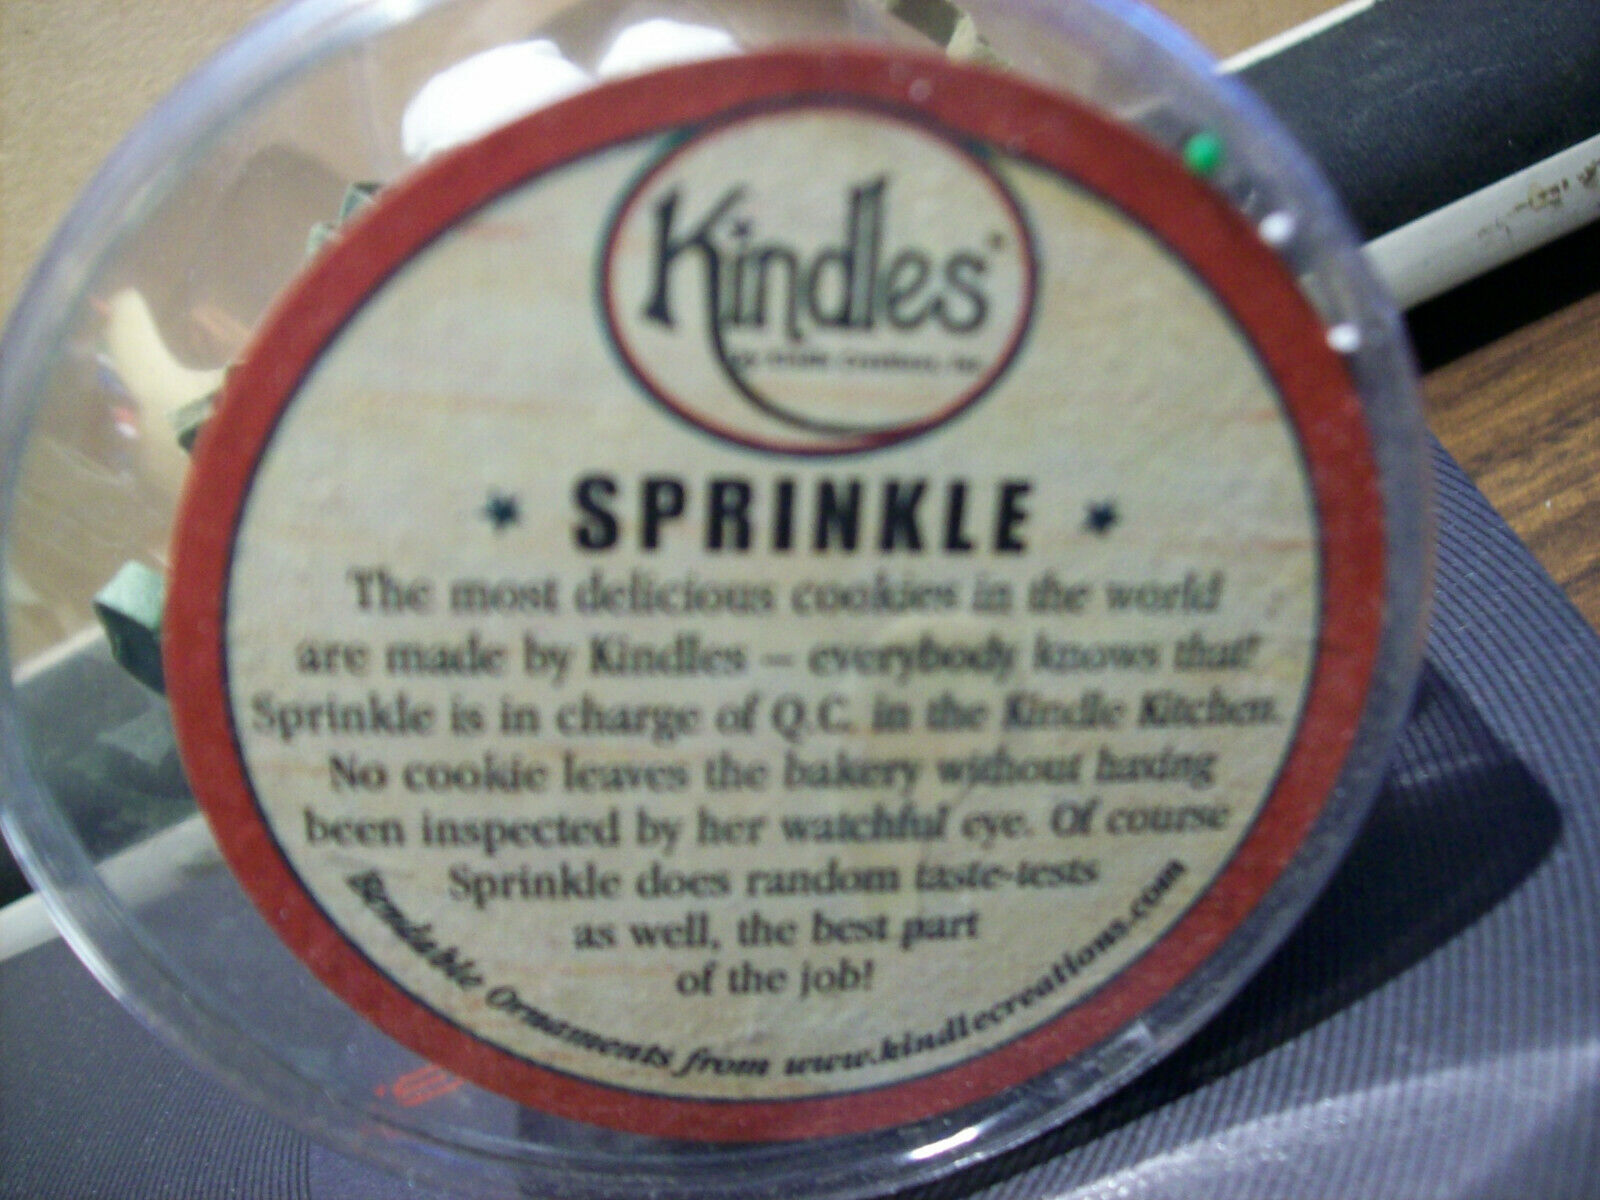 Kindles
SPRINKLE
The most delicious cookies in the world
are made by Kindles – everybody knows that!
Sprinkle is in charge of Q.C. in the Kindle Kitchen.
No cookie leaves the bakery without having
been inspected by her watchful eye. Of course
Sprinkle does random taste-tests
as well, the best part
of the job!
Bendable Ornaments from www.kindlecreations.com